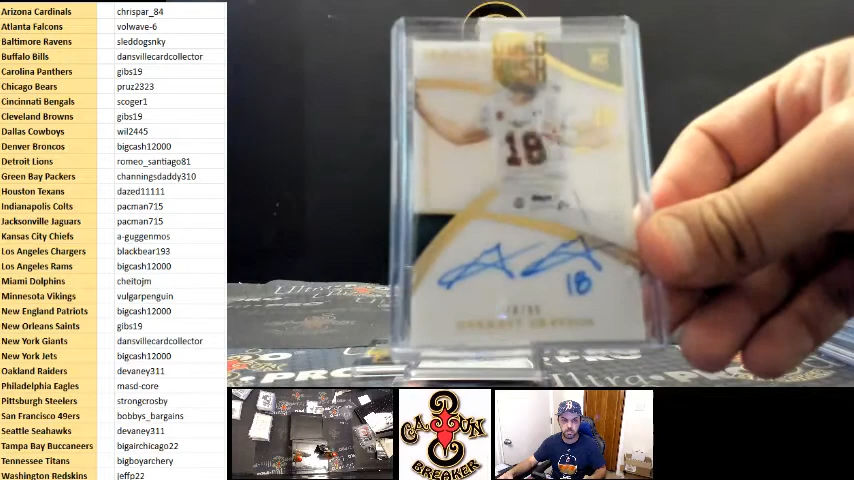 Arizona Cardinals chrispar_84
Atlanta Falcons volwave-6
Baltimore Ravens sleddogsnky
Buffalo Bills dansvillecardcollector
Carolina Panthers gibs19
Chicago Bears pruz2323
Cincinnati Bengals scoger1
Cleveland Browns gibs19
Dallas Cowboys wil2445
Denver Broncos bigcash12000
Detroit Lions romeo_santiago81
Green Bay Packers channingsdaddy310
Houston Texans dazed11111
Indianapolis Colts pacman715
Jacksonville Jaguars pacman715
Kansas City Chiefs a-guggenmos
Los Angeles Chargers blackbear193
Los Angeles Rams bigcash12000
Miami Dolphins cheitojm
Minnesota Vikings vulgarpenguin
New England Patriots bigcash12000
New Orleans Saints gibs19
New York Giants dansvillecardcollector
New York Jets bigcash12000
Oakland Raiders devaney311
Philadelphia Eagles masd-core
Pittsburgh Steelers strongcrosby
San Francisco 49ers bobbys_bargains
Seattle Seahawks devaney311
Tampa Bay Buccaneers bigairchicago22
Tennessee Titans bigboyarchery
Washington Redskins jeffp22
18
18
CAJUN
BREAKER